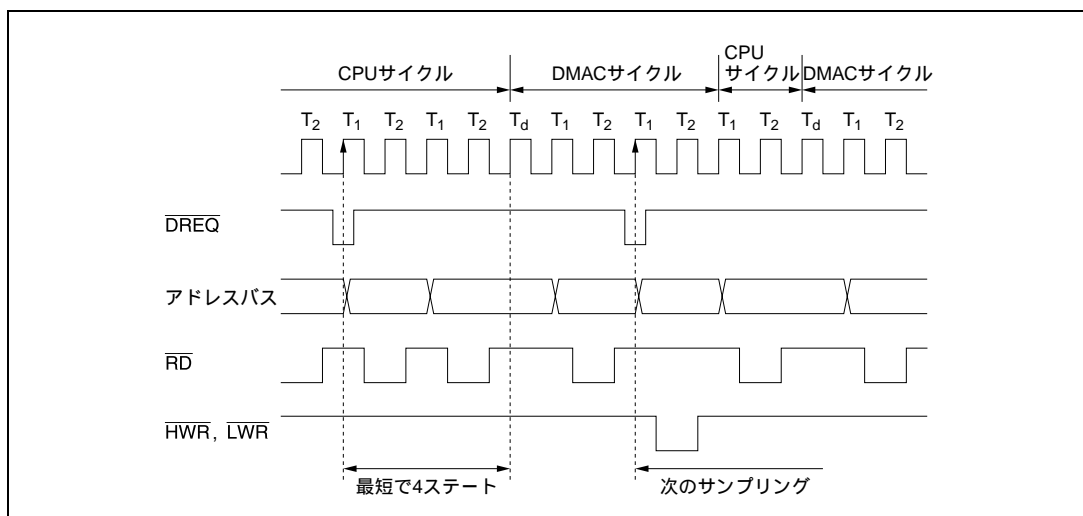 CPU
CPUサイクル DMACサイクル サイクル DMACサイクル
T2 T1 T2 T1 T2 Td T1 T2 T1 T2 T1 T2 Td T1 T2
DREQ
アドレスバス
RD
HWR, LWR
最短で4ステート 次のサンプリング